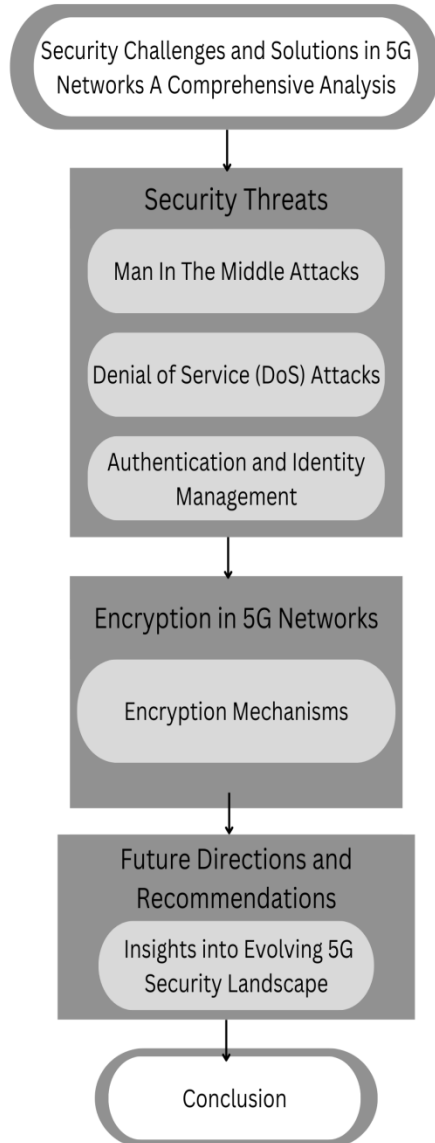 Security Challenges and Solutions in 5G
Networks A Comprehensive Analysis
Security Threats
Man In The Middle Attacks
Denial of Service (DoS) Attacks
Authentication and Identity
Management
Encryption in 5G Networks
Encryption Mechanisms
Future Directions and
Recommendations
Insights into Evolving 5G
Security Landscape
Conclusion